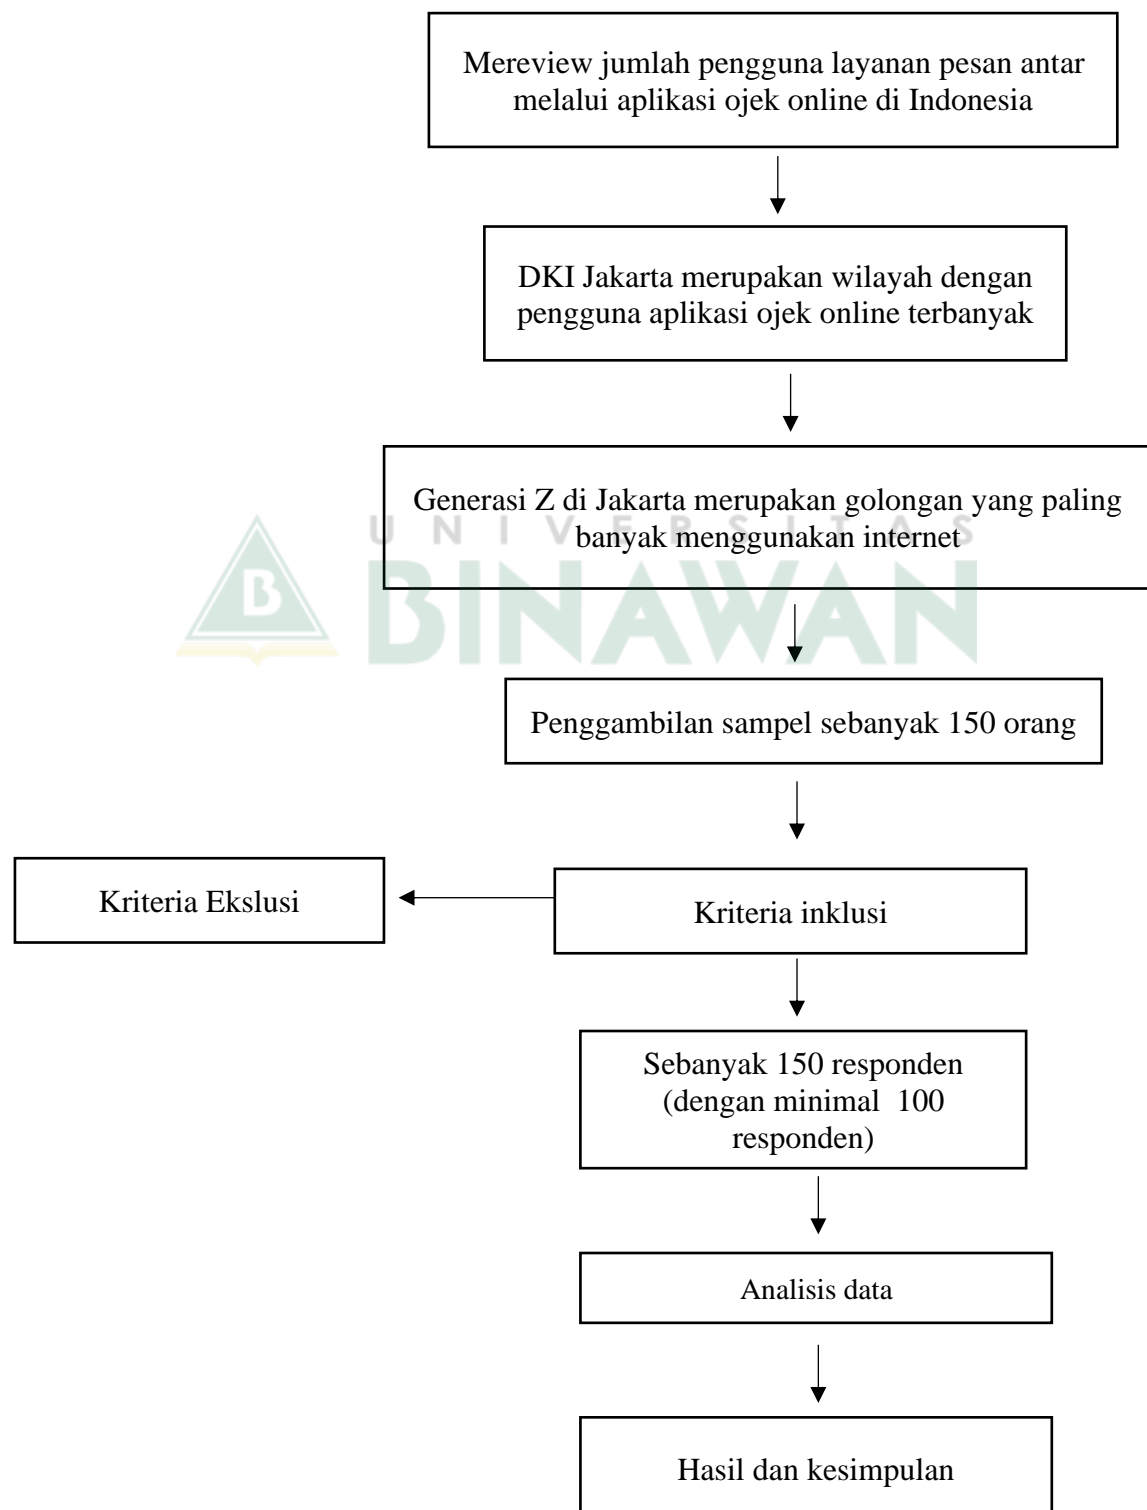 Mereview jumlah pengguna layanan pesan antar
melalui aplikasi ojek online di Indonesia
DKI Jakarta merupakan wilayah dengan
pengguna aplikasi ojek online terbanyak
Generasi Z di Jakarta merupakan golongan yang paling
banyak menggunakan internet
UNIVERSITAS
B BINAWAN
Penggambilan sampel sebanyak 150 orang
Kriteria Ekslusi
Kriteria inklusi
Sebanyak 150 responden
(dengan minimal 100
responden)
Analisis data
Hasil dan kesimpulan